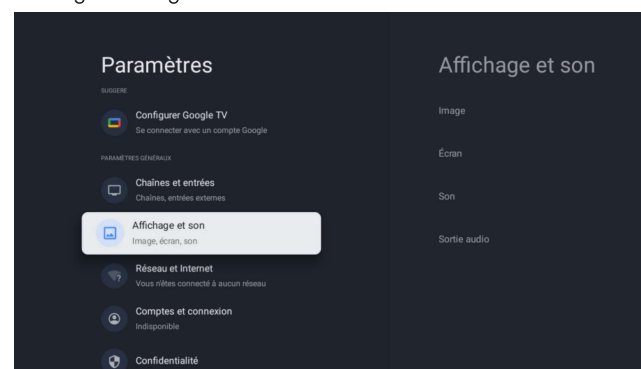 Paramètres
SUGGERE
Configurer Google TV
Se connecter avec un compte Google
PARAMÈTRES GÉNÉRAUX
Chaînes et entrées
Chaînes, entrées externes
Affichage et son
Image, écran, son
Réseau et Internet
Vous n'êtes connecté à aucun réseau
Comptes et connexion
Indisponible
Confidentialité
Affichage et son
Image
Écran
Son
Sortie audio